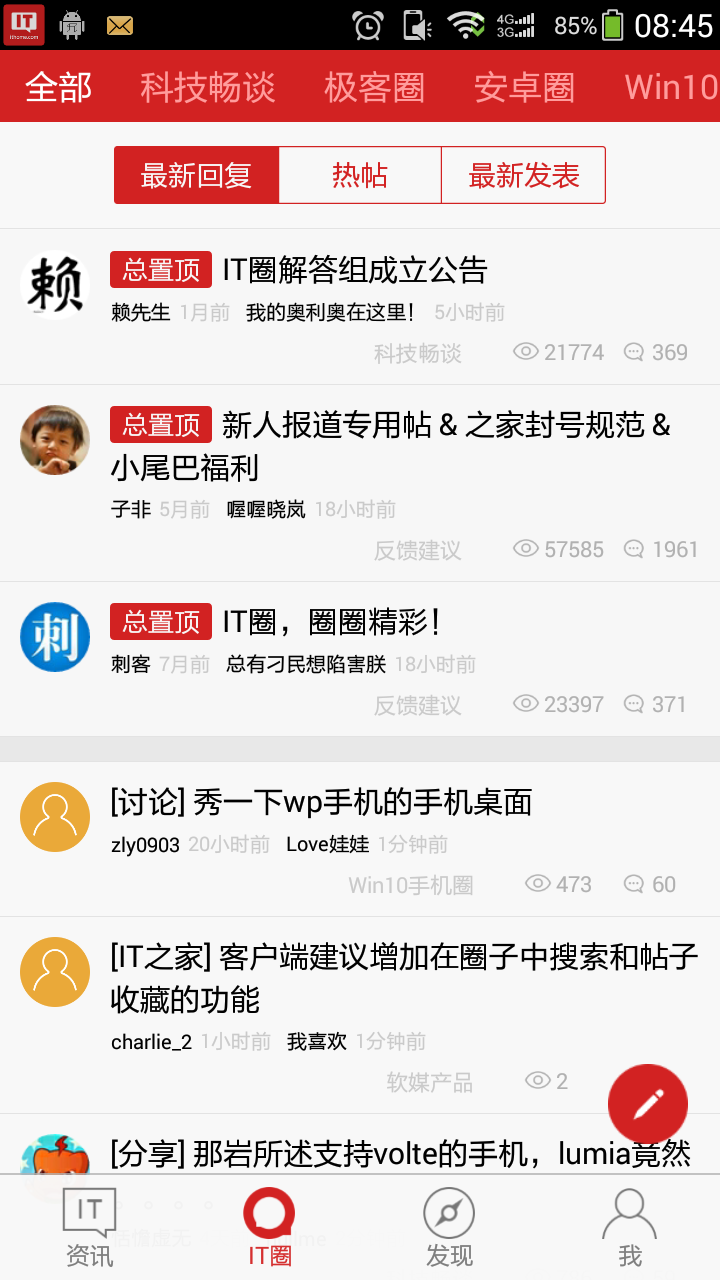 IT
ithome.com
4G
3G
85%
08:45
全部 科技畅谈 极客圈 安卓圈 Win10
最新回复 热帖 最新发表
赖
总置顶 IT圈解答组成立公告
赖先生 1月前 我的奥利奥在这里! 5小时前
科技畅谈 21774 369
总置顶 新人报道专用帖 & 之家封号规范 &
小尾巴福利
子非 5月前 喔喔晓岚 18小时前
反馈建议 57585 1961
刺
总置顶 IT圈，圈圈精彩！
刺客 7月前 总有刁民想陷害朕 18小时前
反馈建议 23397 371
[讨论] 秀一下wp手机的手机桌面
zly0903 20小时前 Love娃娃 1分钟前
Win10手机圈 473 60
[IT之家] 客户端建议增加在圈子中搜索和帖子
收藏的功能
charlie_2 1小时前 我喜欢 1分钟前
软媒产品 2
[分享] 那岩所述支持volte的手机，lumia竟然
IT
资讯 IT圈 发现 我